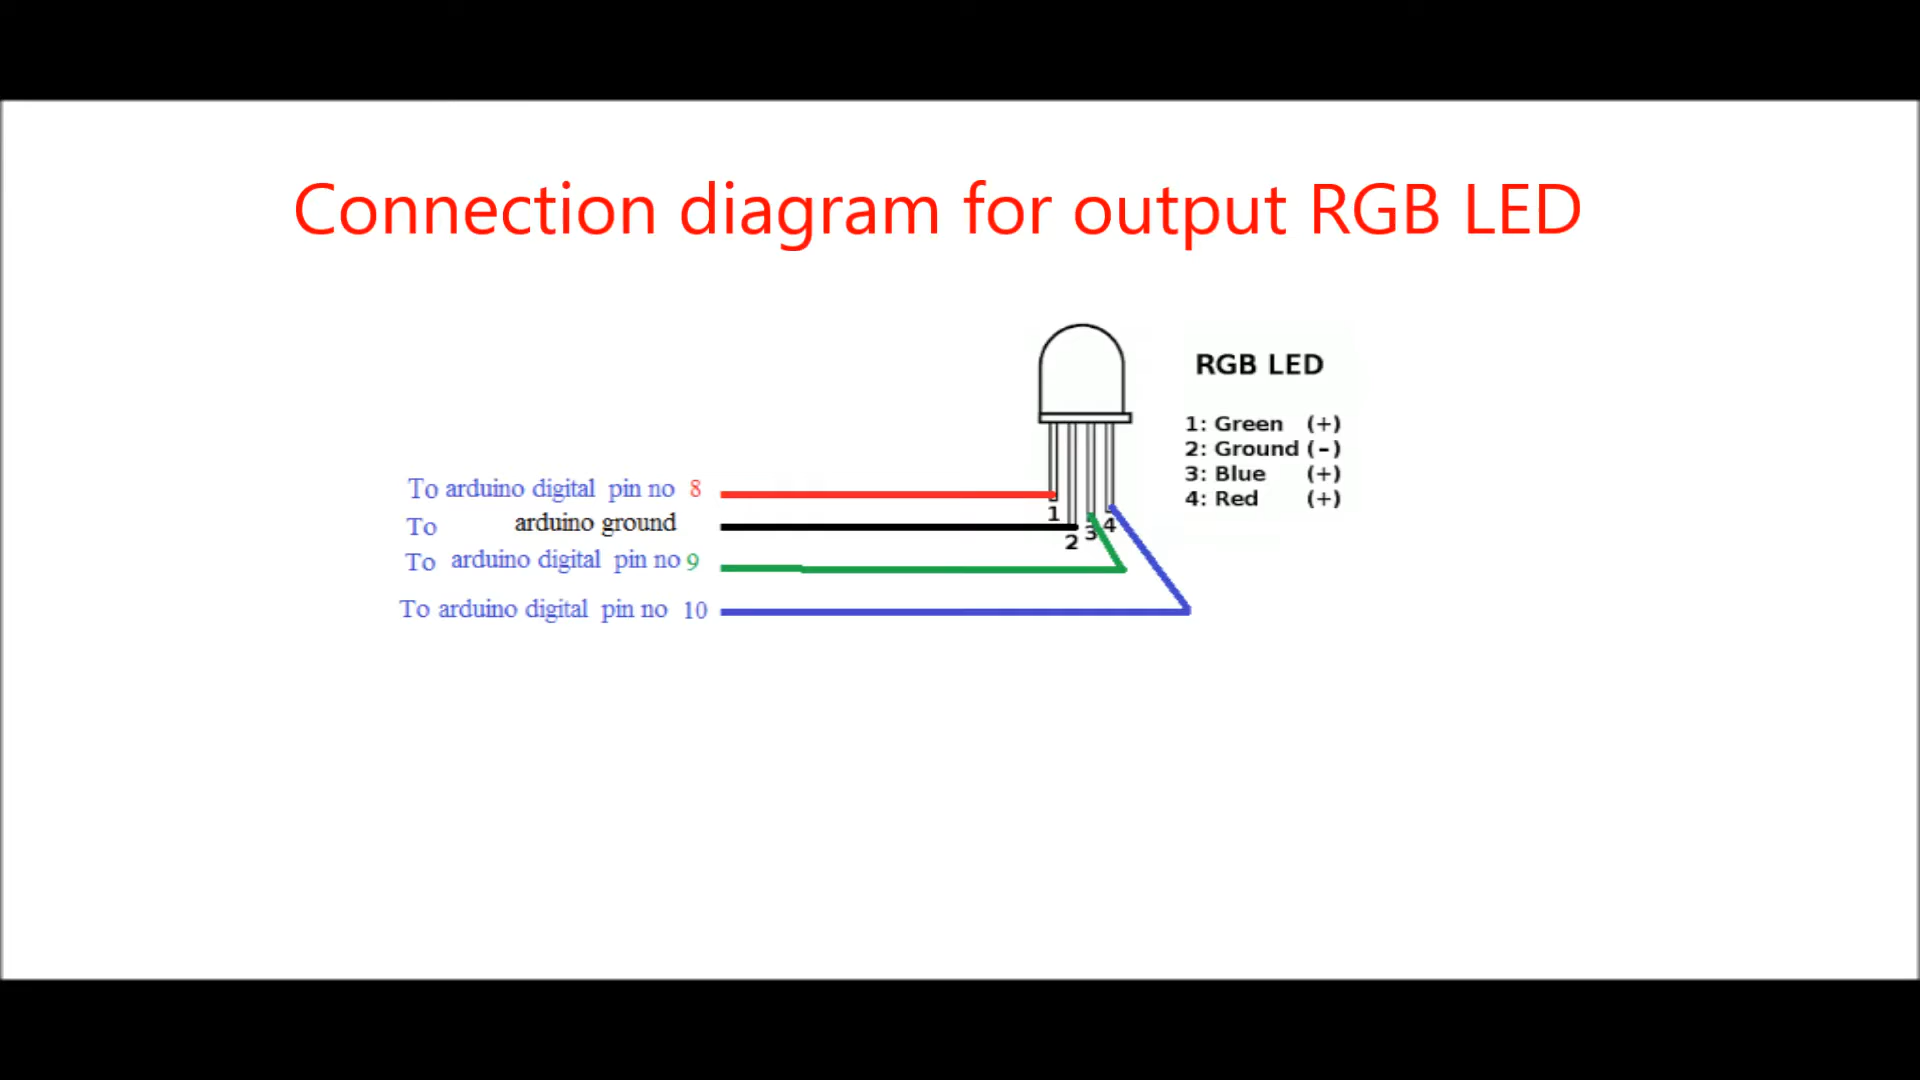 Connection diagram for output RGB LED
RGB LED
1: Green (+)
2: Ground (-)
3: Blue (+)
4: Red (+)
To arduino digital pin no 8
To arduino ground
To arduino digital pin no 9
To arduino digital pin no 10
1
2
3
4